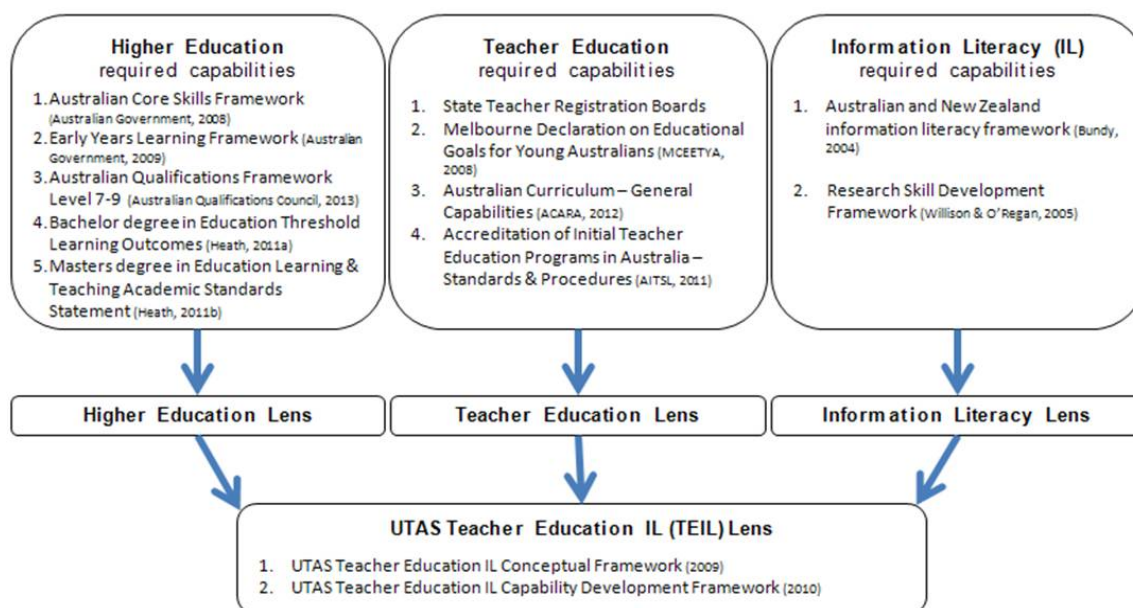 Higher Education
required capabilities
1. Australian Core Skills Framework
(Australian Government, 2008)
2. Early Years Learning Framework (Australian
Government, 2009)
3. Australian Qualifications Framework
Level 7-9 (Australian Qualifications Council, 2013)
4. Bachelor degree in Education Threshold
Learning Outcomes (Heath, 2011a)
5. Masters degree in Education Learning &
Teaching Academic Standards
Statement (Heath, 2011b)
Teacher Education
required capabilities
1. State Teacher Registration Boards
2. Melbourne Declaration on Educational
Goals for Young Australians (MCEETYA,
2008)
3. Australian Curriculum – General
Capabilities (ACARA, 2012)
4. Accreditation of Initial Teacher
Education Programs in Australia –
Standards & Procedures (AITSL, 2011)
Information Literacy (IL)
required capabilities
1. Australian and New Zealand
information literacy framework (Bundy,
2004)
2. Research Skill Development
Framework (Willison & O'Regan, 2005)
Higher Education Lens
Teacher Education Lens
Information Literacy Lens
UTAS Teacher Education IL (TEIL) Lens
1. UTAS Teacher Education IL Conceptual Framework (2009)
2. UTAS Teacher Education IL Capability Development Framework (2010)